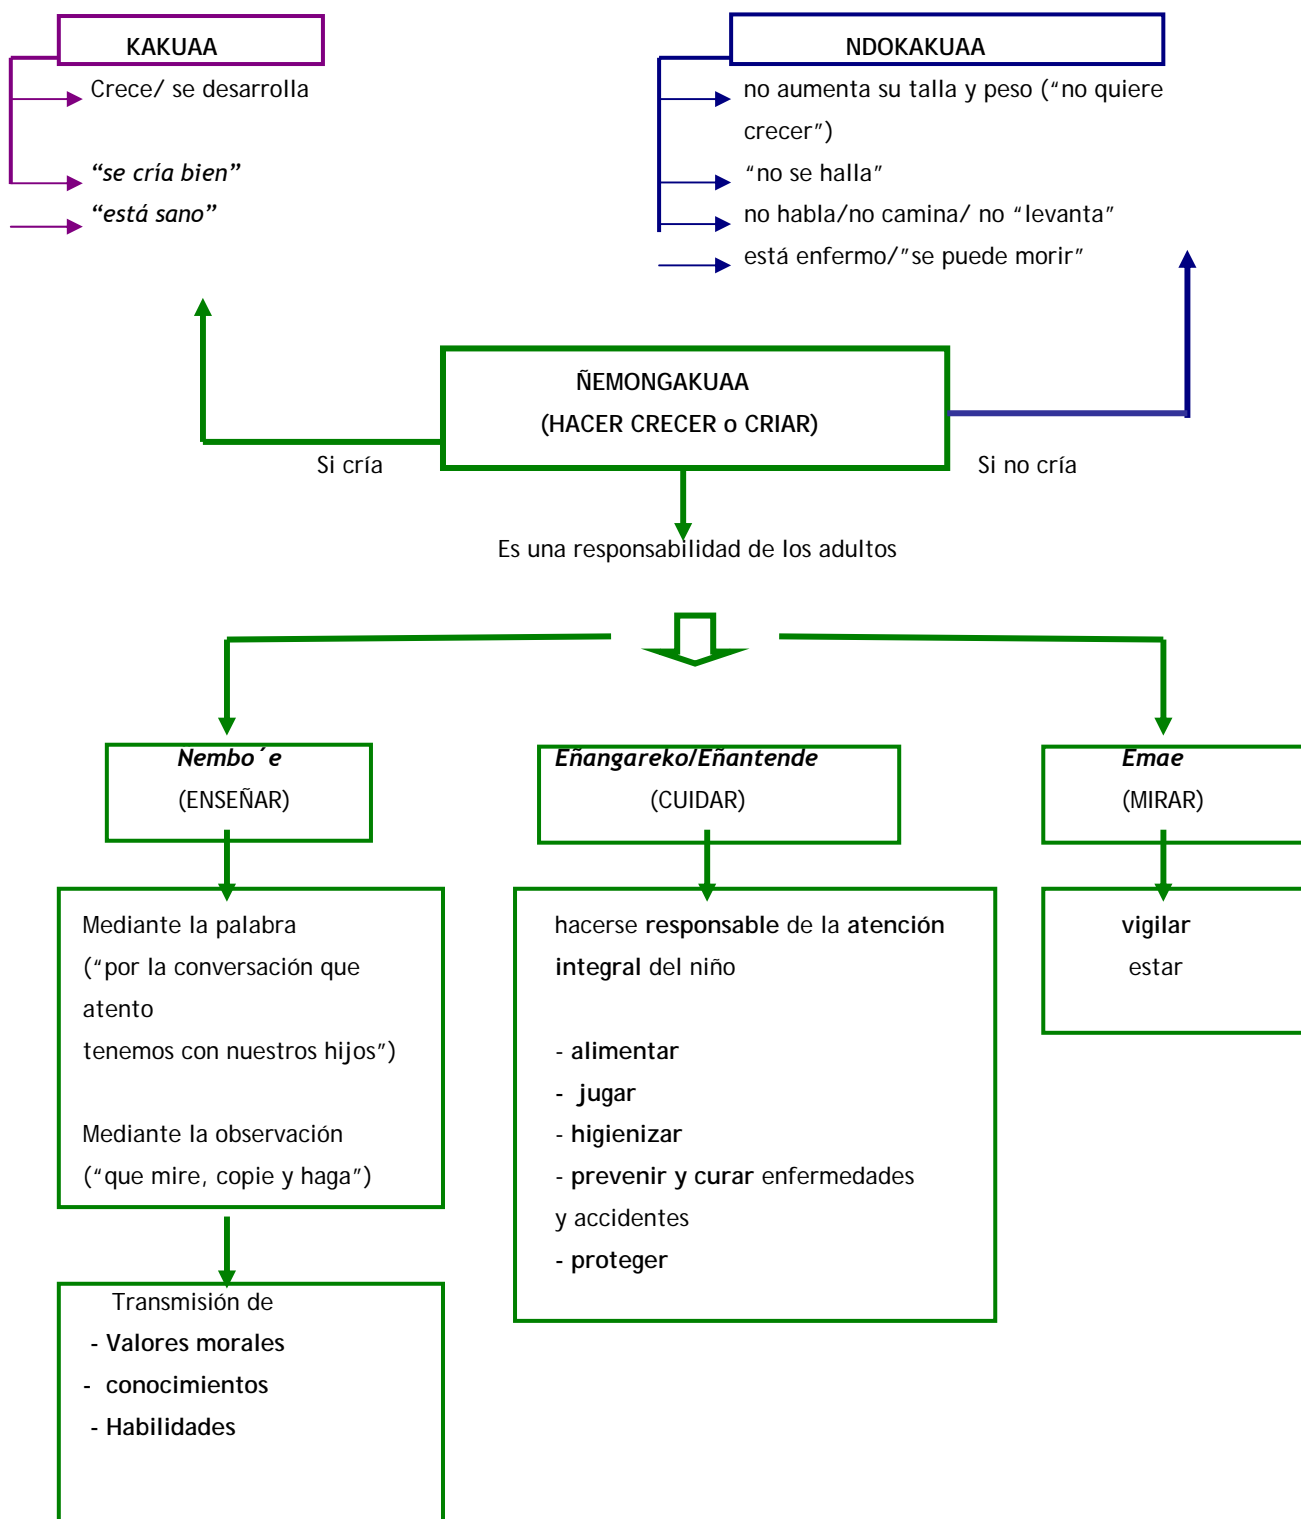 KAKUAA
Crece/ se desarrolla
“se cría bien”
“está sano”
NDOKAKUAA
no aumenta su talla y peso (“no quiere
crecer”)
“no se halla”
no habla/no camina/ no “levanta”
está enfermo/”se puede morir”
ÑEMONGAKUAA
(HACER CRECER o CRIAR)
Si cría
Si no cría
Es una responsabilidad de los adultos
Nembo´e
(ENSEÑAR)
Eñangareko/Eñantende
(CUIDAR)
Emae
(MIRAR)
Mediante la palabra
(“por la conversación que
atento
tenemos con nuestros hijos”)
Mediante la observación
(“que mire, copie y haga”)
hacerse responsable de la atención
integral del niño
- alimentar
- jugar
- higienizar
- prevenir y curar enfermedades
y accidentes
- proteger
vigilar
estar
Transmisión de
- Valores morales
- conocimientos
- Habilidades